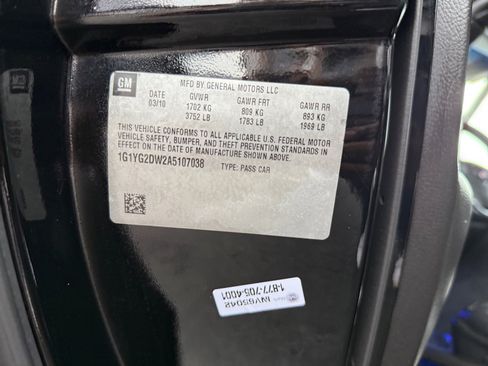 GM
MFD BY GENERAL MOTORS LLC
DATE GVWR GAWR FRT GAWR RR
03/10 1702 KG 809 KG 893 KG
3752 LB 1783 LB 1969 LB
THIS VEHICLE CONFORMS TO ALL APPLICABLE U.S. FEDERAL MOTOR
VEHICLE SAFETY, BUMPER, AND THEFT PREVENTION STANDARDS IN
EFFECT ON THE DATE OF MANUFACTURE SHOWN ABOVE.
1G1YG2DW2A5107038 TYPE: PASS CAR
MV65048
1-877-705-4001